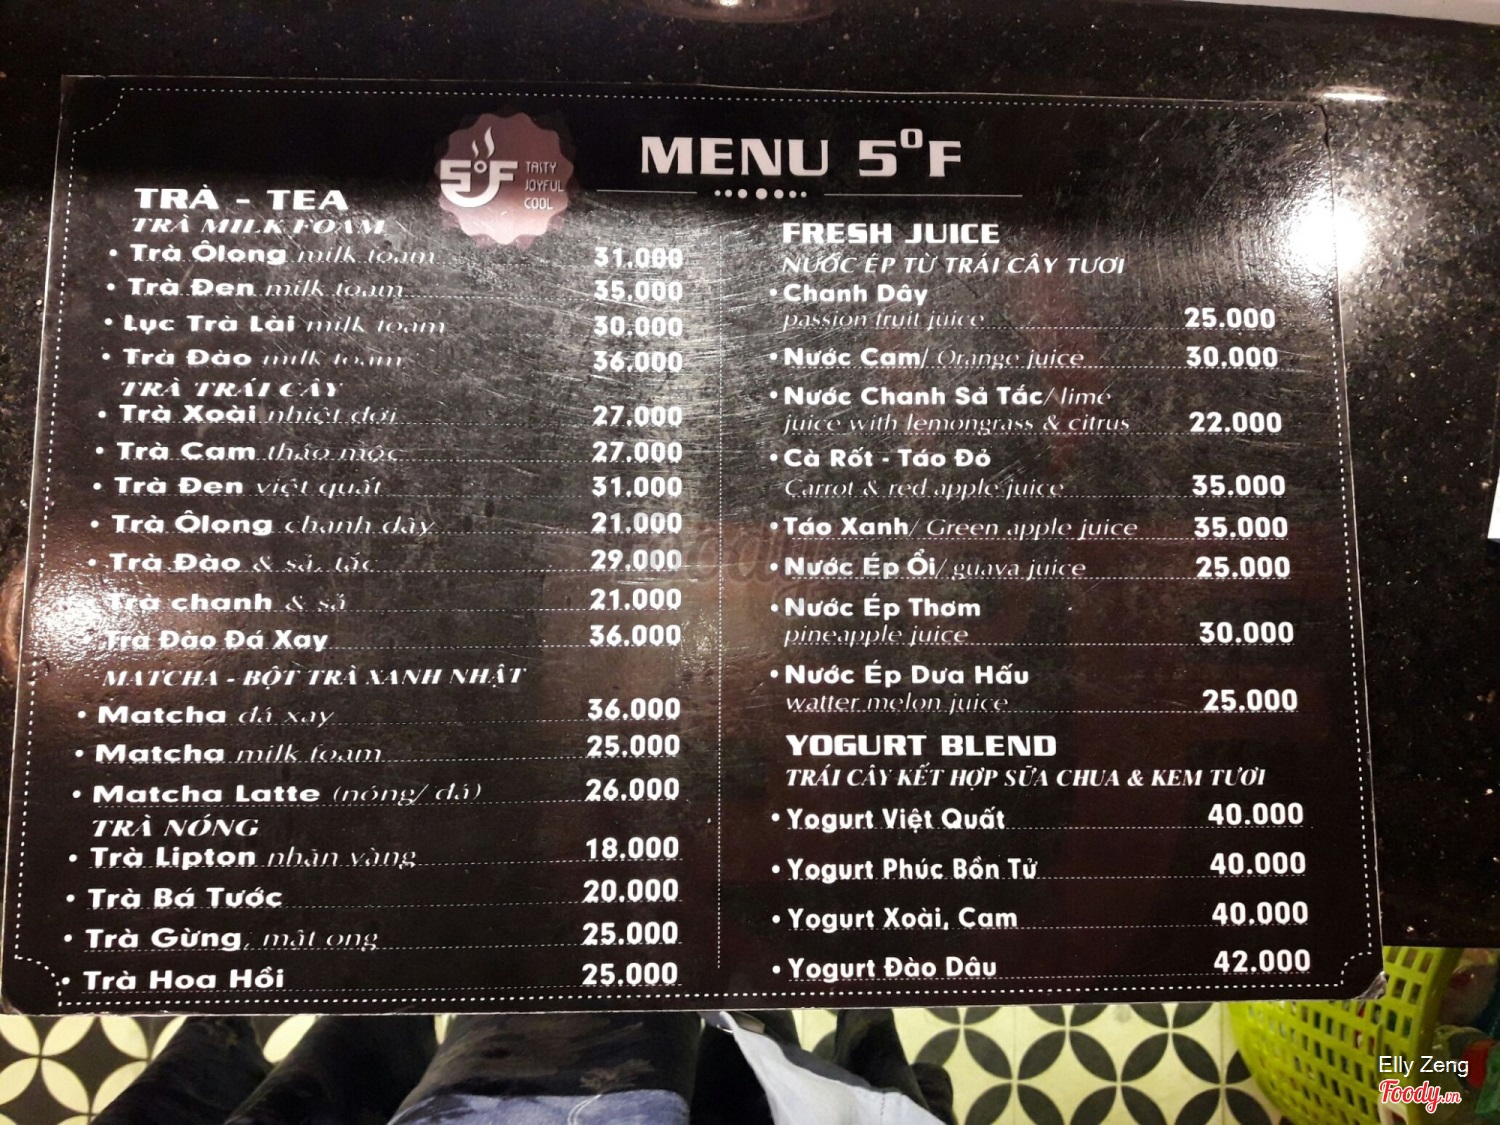 5°F
TASTY
JOYFUL
COOL
MENU 5⁰F
TRÀ - TEA
TRÀ MILK FOAM
• Trà Ôlong milk foam 31.000
• Trà Đen milk foam 35.000
• Lục Trà Lài milk foam 30.000
• Trà Đào milk foam 36.000
TRÀ TRÁI CÂY
• Trà Xoài nhiệt đới 27.000
• Trà Cam thảo mộc 27.000
• Trà Đen việt quất 31.000
• Trà Ôlong chanh dây 21.000
• Trà Đào & sả, tắc 29.000
Trà chanh & sả 21.000
• Trà Đào Đá Xay 36.000
MATCHA - BỘT TRÀ XANH NHẬT
• Matcha đá xay 36.000
• Matcha milk foam 25.000
• Matcha Latte (nóng/ đá) 26.000
TRÀ NÓNG
• Trà Lipton nhãn vàng 18.000
• Trà Bá Tước 20.000
• Trà Gừng, mật ong 25.000
• Trà Hoa Hồi 25.000
FRESH JUICE
NƯỚC ÉP TỪ TRÁI CÂY TƯƠI
• Chanh Dây
passion fruit juice 25.000
• Nước Cam/ Orange juice 30.000
• Nước Chanh Sả Tắc/ lime
juice with lemongrass & citrus 22.000
• Cà Rốt - Táo Đỏ
Carrot & red apple juice 35.000
• Táo Xanh/ Green apple juice 35.000
• Nước Ép Ổi/ guava juice 25.000
• Nước Ép Thơm
pineapple juice 30.000
• Nước Ép Dưa Hấu
watter melon juice 25.000
YOGURT BLEND
TRÁI CÂY KẾT HỢP SỮA CHUA & KEM TƯƠI
• Yogurt Việt Quất 40.000
• Yogurt Phúc Bồn Tử 40.000
• Yogurt Xoài, Cam 40.000
• Yogurt Đào Dâu 42.000
Elly Zeng
Foody.vn